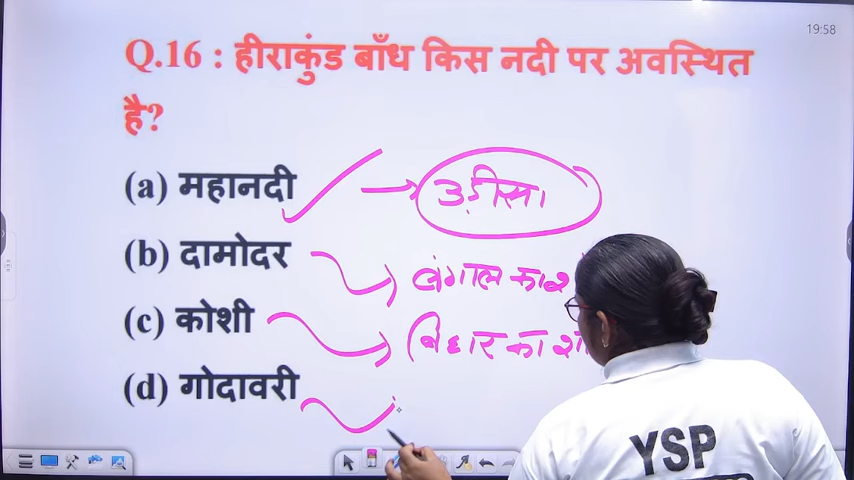 19:58
Q.16 : हीराकुंड बाँध किस नदी पर अवस्थित
है?
(a) महानदी → उड़ीसा
(b) दामोदर → बंगाल का
(c) कोशी → बिहार का
(d) गोदावरी
YSP